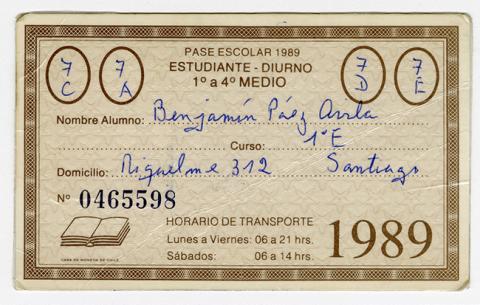 PASE ESCOLAR 1989
ESTUDIANTE - DIURNO
1º a 4º MEDIO
7 C
7 A
7 D
7 E
Nombre Alumno: Benjamín Páez
Curso: 1ºE
Domicilio: Riquelme 312 Santiago
Nº 0465598
HORARIO DE TRANSPORTE
Lunes a Viernes: 06 a 21 hrs.
Sábados: 06 a 14 hrs.
1989
CASA DE MONEDA DE CHILE